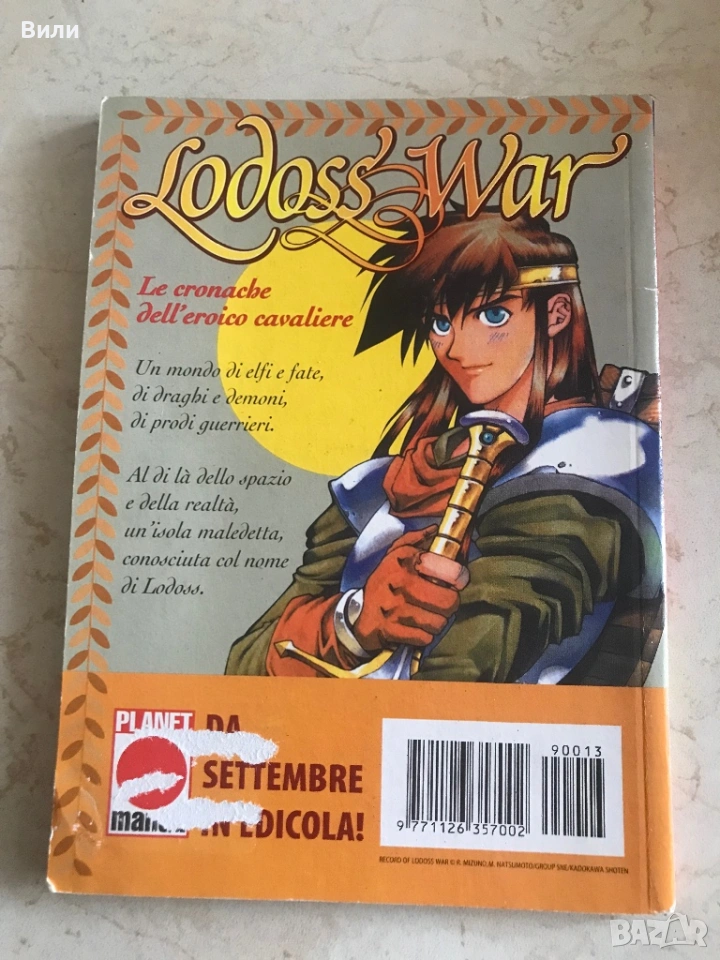 Вили
Lodoss War
Le cronache
dell'eroico cavaliere
Un mondo di elfi e fate,
di draghi e demoni,
di prodi guerrieri.
Al di là dello spazio
e della realtà,
un'isola maledetta,
conosciuta col nome
di Lodoss.
PLANET
DA
SETTEMBRE
IN EDICOLA!
90013
9 771126 357002
RECORD OF LODOSS WAR © R. MIZUNO, M. NATSUMOTO/GROUP SNE/KADOKAWA SHOTEN
BAZAR